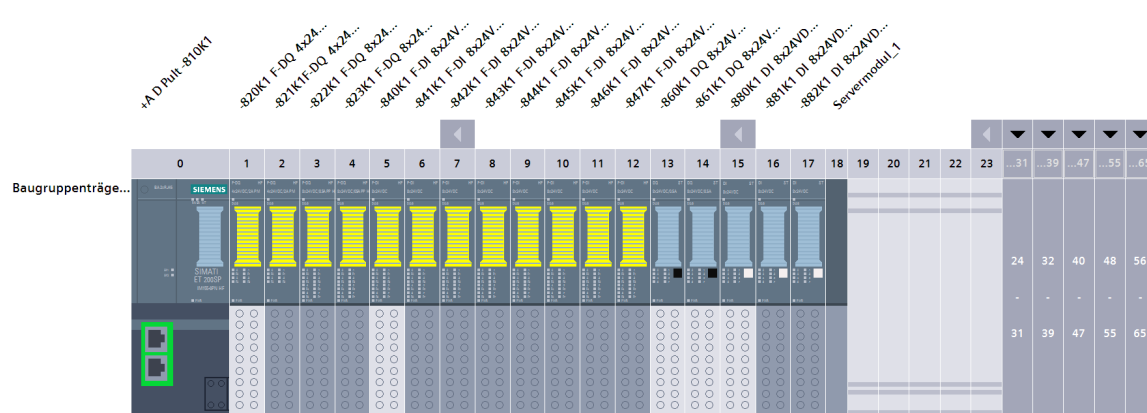 +A D Pult -810K1
-820K1 F-DQ 4x24...
-821K1F-DQ 4x24...
-822K1 F-DQ 8x24...
-823K1 F-DQ 8x24...
-840K1 F-DI 8x24V...
-841K1 F-DI 8x24V...
-842K1 F-DI 8x24V...
-843K1 F-DI 8x24V...
-844K1 F-DI 8x24V...
-845K1 F-DI 8x24V...
-846K1 F-DI 8x24V...
-847K1 F-DI 8x24V...
-860K1 DQ 8x24V...
-861K1 DQ 8x24V...
-880K1 DI 8x24VD...
-881K1 DI 8x24VD...
-882K1 DI 8x24VD...
Servermodul_1
0 1 2 3 4 5 6 7 8 9 10 11 12 13 14 15 16 17 18 19 20 21 22 23 ...31 ...39 ...47 ...55 ...65
Baugruppenträge...
SIEMENS
SIMATI
ET 200SP
24 32 40 48 56
- - - - -
31 39 47 55 65